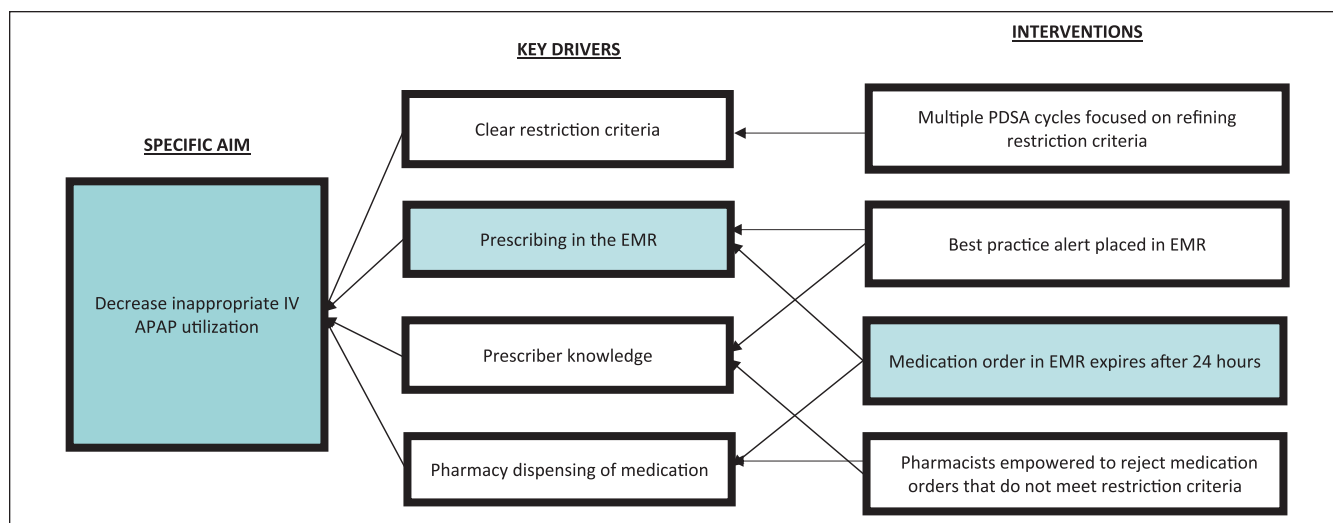 SPECIFIC AIM
Decrease inappropriate IV
APAP utilization
KEY DRIVERS
Clear restriction criteria
Prescribing in the EMR
Prescriber knowledge
Pharmacy dispensing of medication
INTERVENTIONS
Multiple PDSA cycles focused on refining
restriction criteria
Best practice alert placed in EMR
Medication order in EMR expires after 24 hours
Pharmacists empowered to reject medication
orders that do not meet restriction criteria